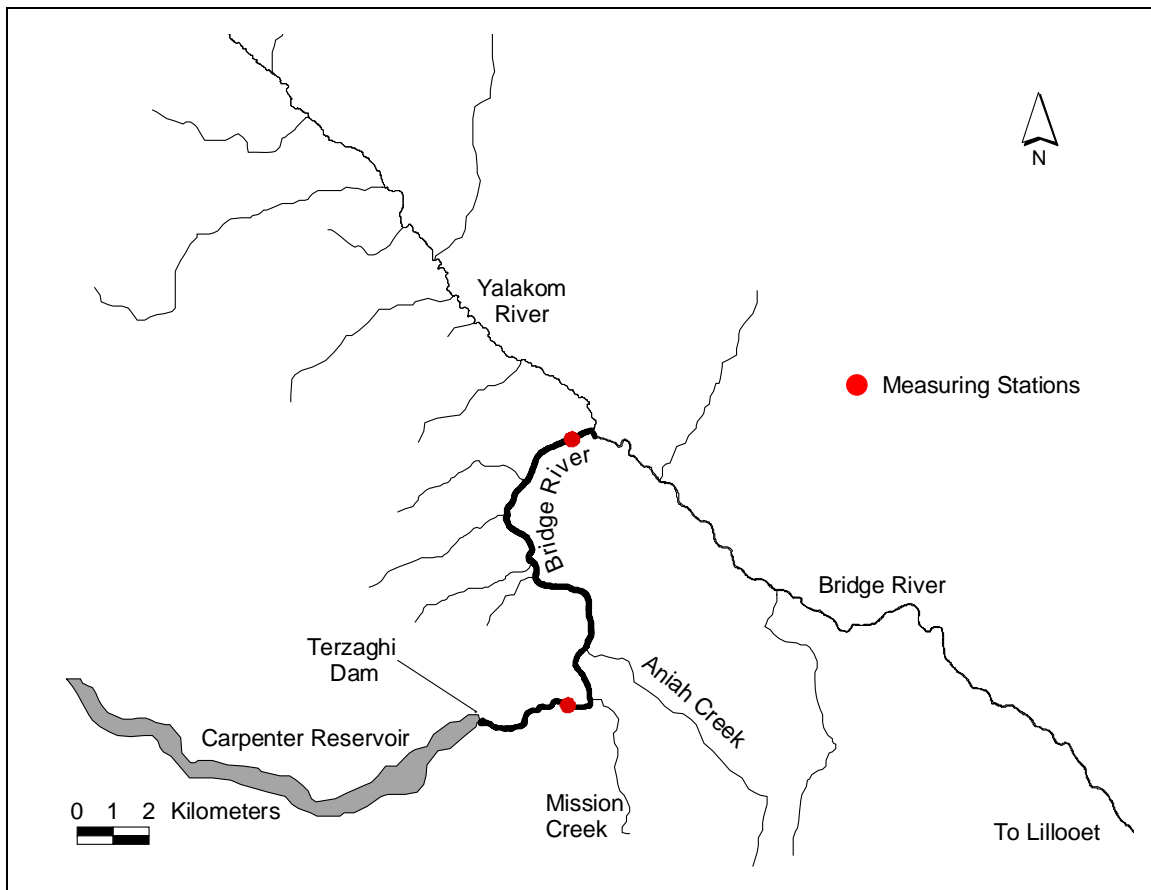 N
Yalakom
River
Measuring Stations
Bridge River
Bridge River
Terzaghi
Dam
Aniah Creek
Carpenter Reservoir
0 1 2 Kilometers
Mission
Creek
To Lillooet